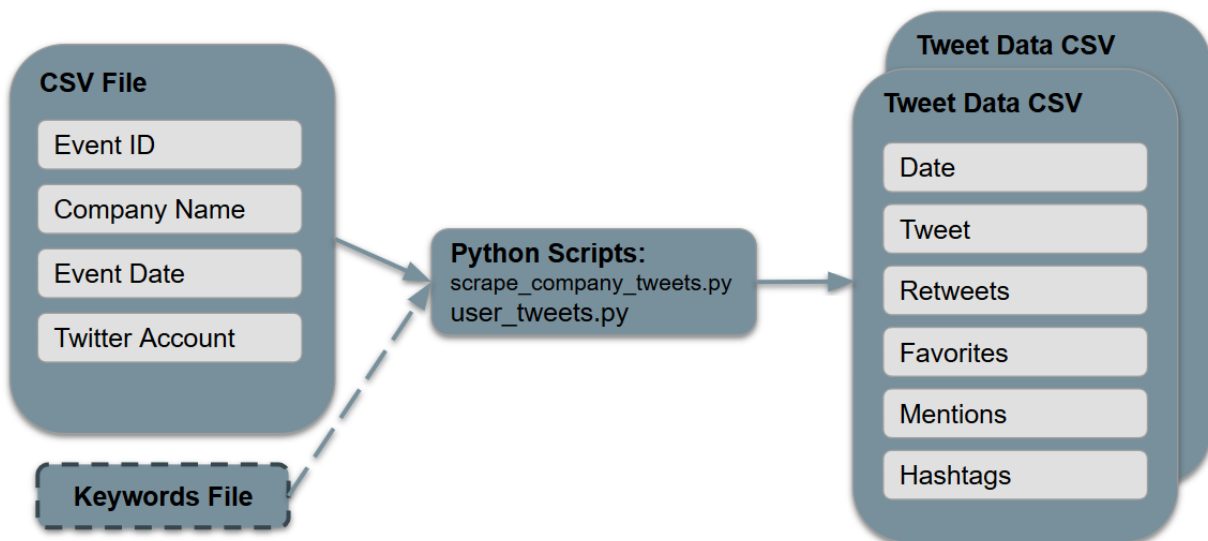 CSV File
Event ID
Company Name
Event Date
Twitter Account
Keywords File
Python Scripts:
scrape_company_tweets.py
user_tweets.py
Tweet Data CSV
Tweet Data CSV
Date
Tweet
Retweets
Favorites
Mentions
Hashtags